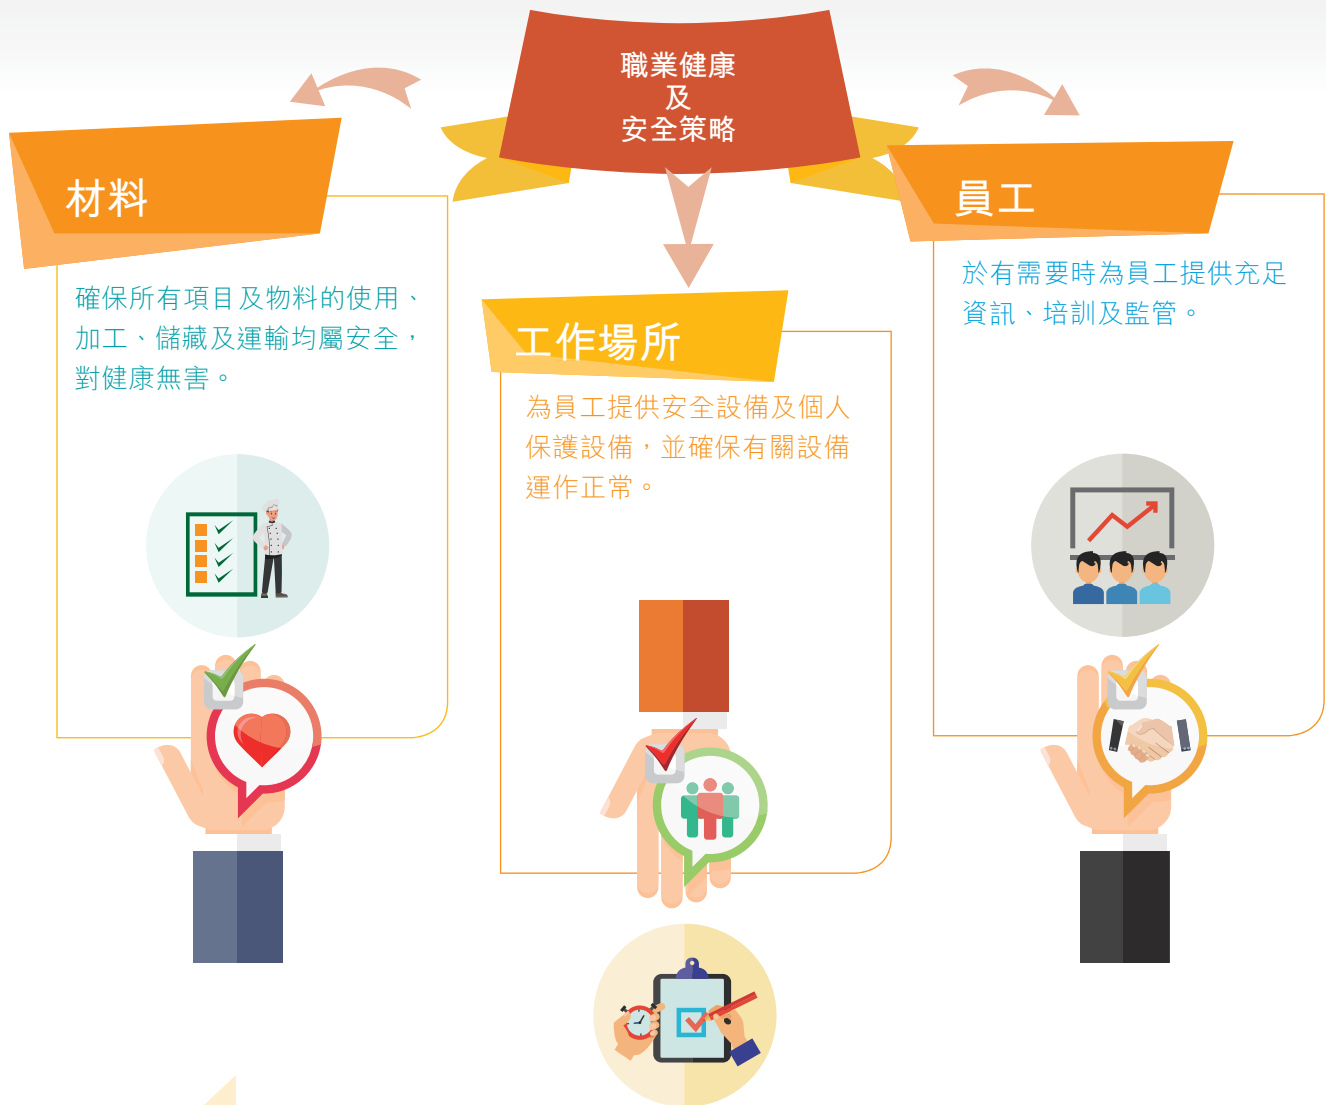 職業健康
及
安全策略
材料
確保所有項目及物料的使用、
加工、儲藏及運輸均屬安全，
對健康無害。
工作場所
為員工提供安全設備及個人
保護設備，並確保有關設備
運作正常。
員工
於有需要時為員工提供充足
資訊、培訓及監管。